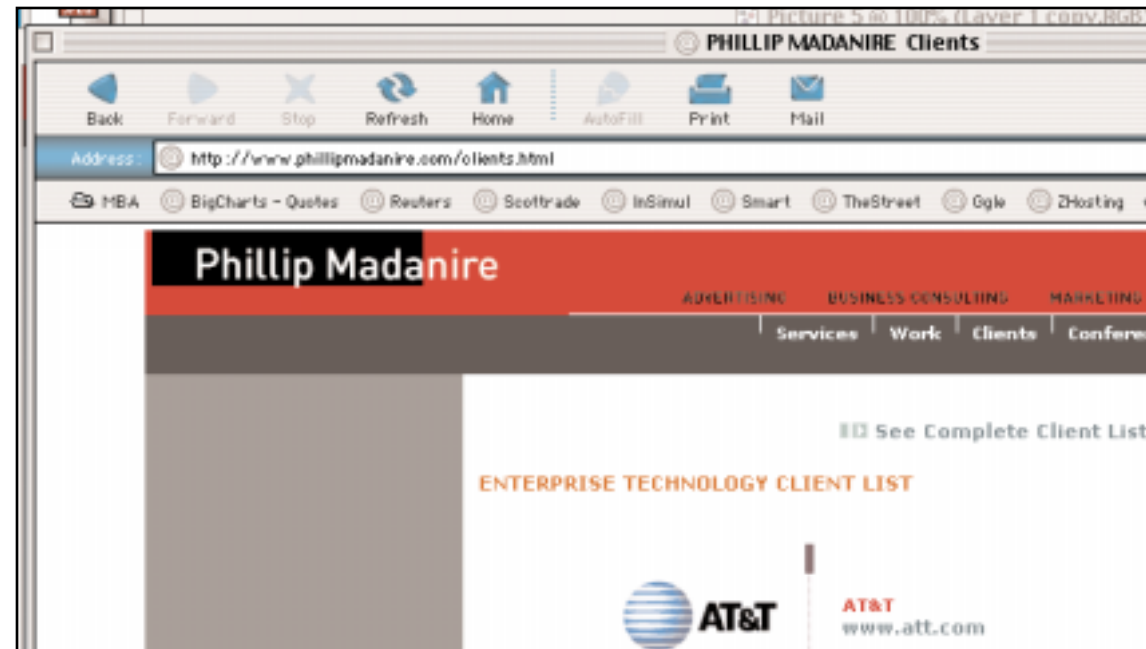 Picture 5 @ 100% (Layer 1 copy,RGB
PHILLIP MADANIRE Clients
Back Forward Stop Refresh Home AutoFill Print Mail
Address: http://www.phillipmadanire.com/clients.html
MBA BigCharts - Quotes Reuters Scottrade InSimul Smart TheStreet Ggle ZHosting
Phillip Madanire
ADVERTISING BUSINESS CONSULTING MARKETING
Services Work Clients Confere
See Complete Client List
ENTERPRISE TECHNOLOGY CLIENT LIST
AT&T AT&T
www.att.com